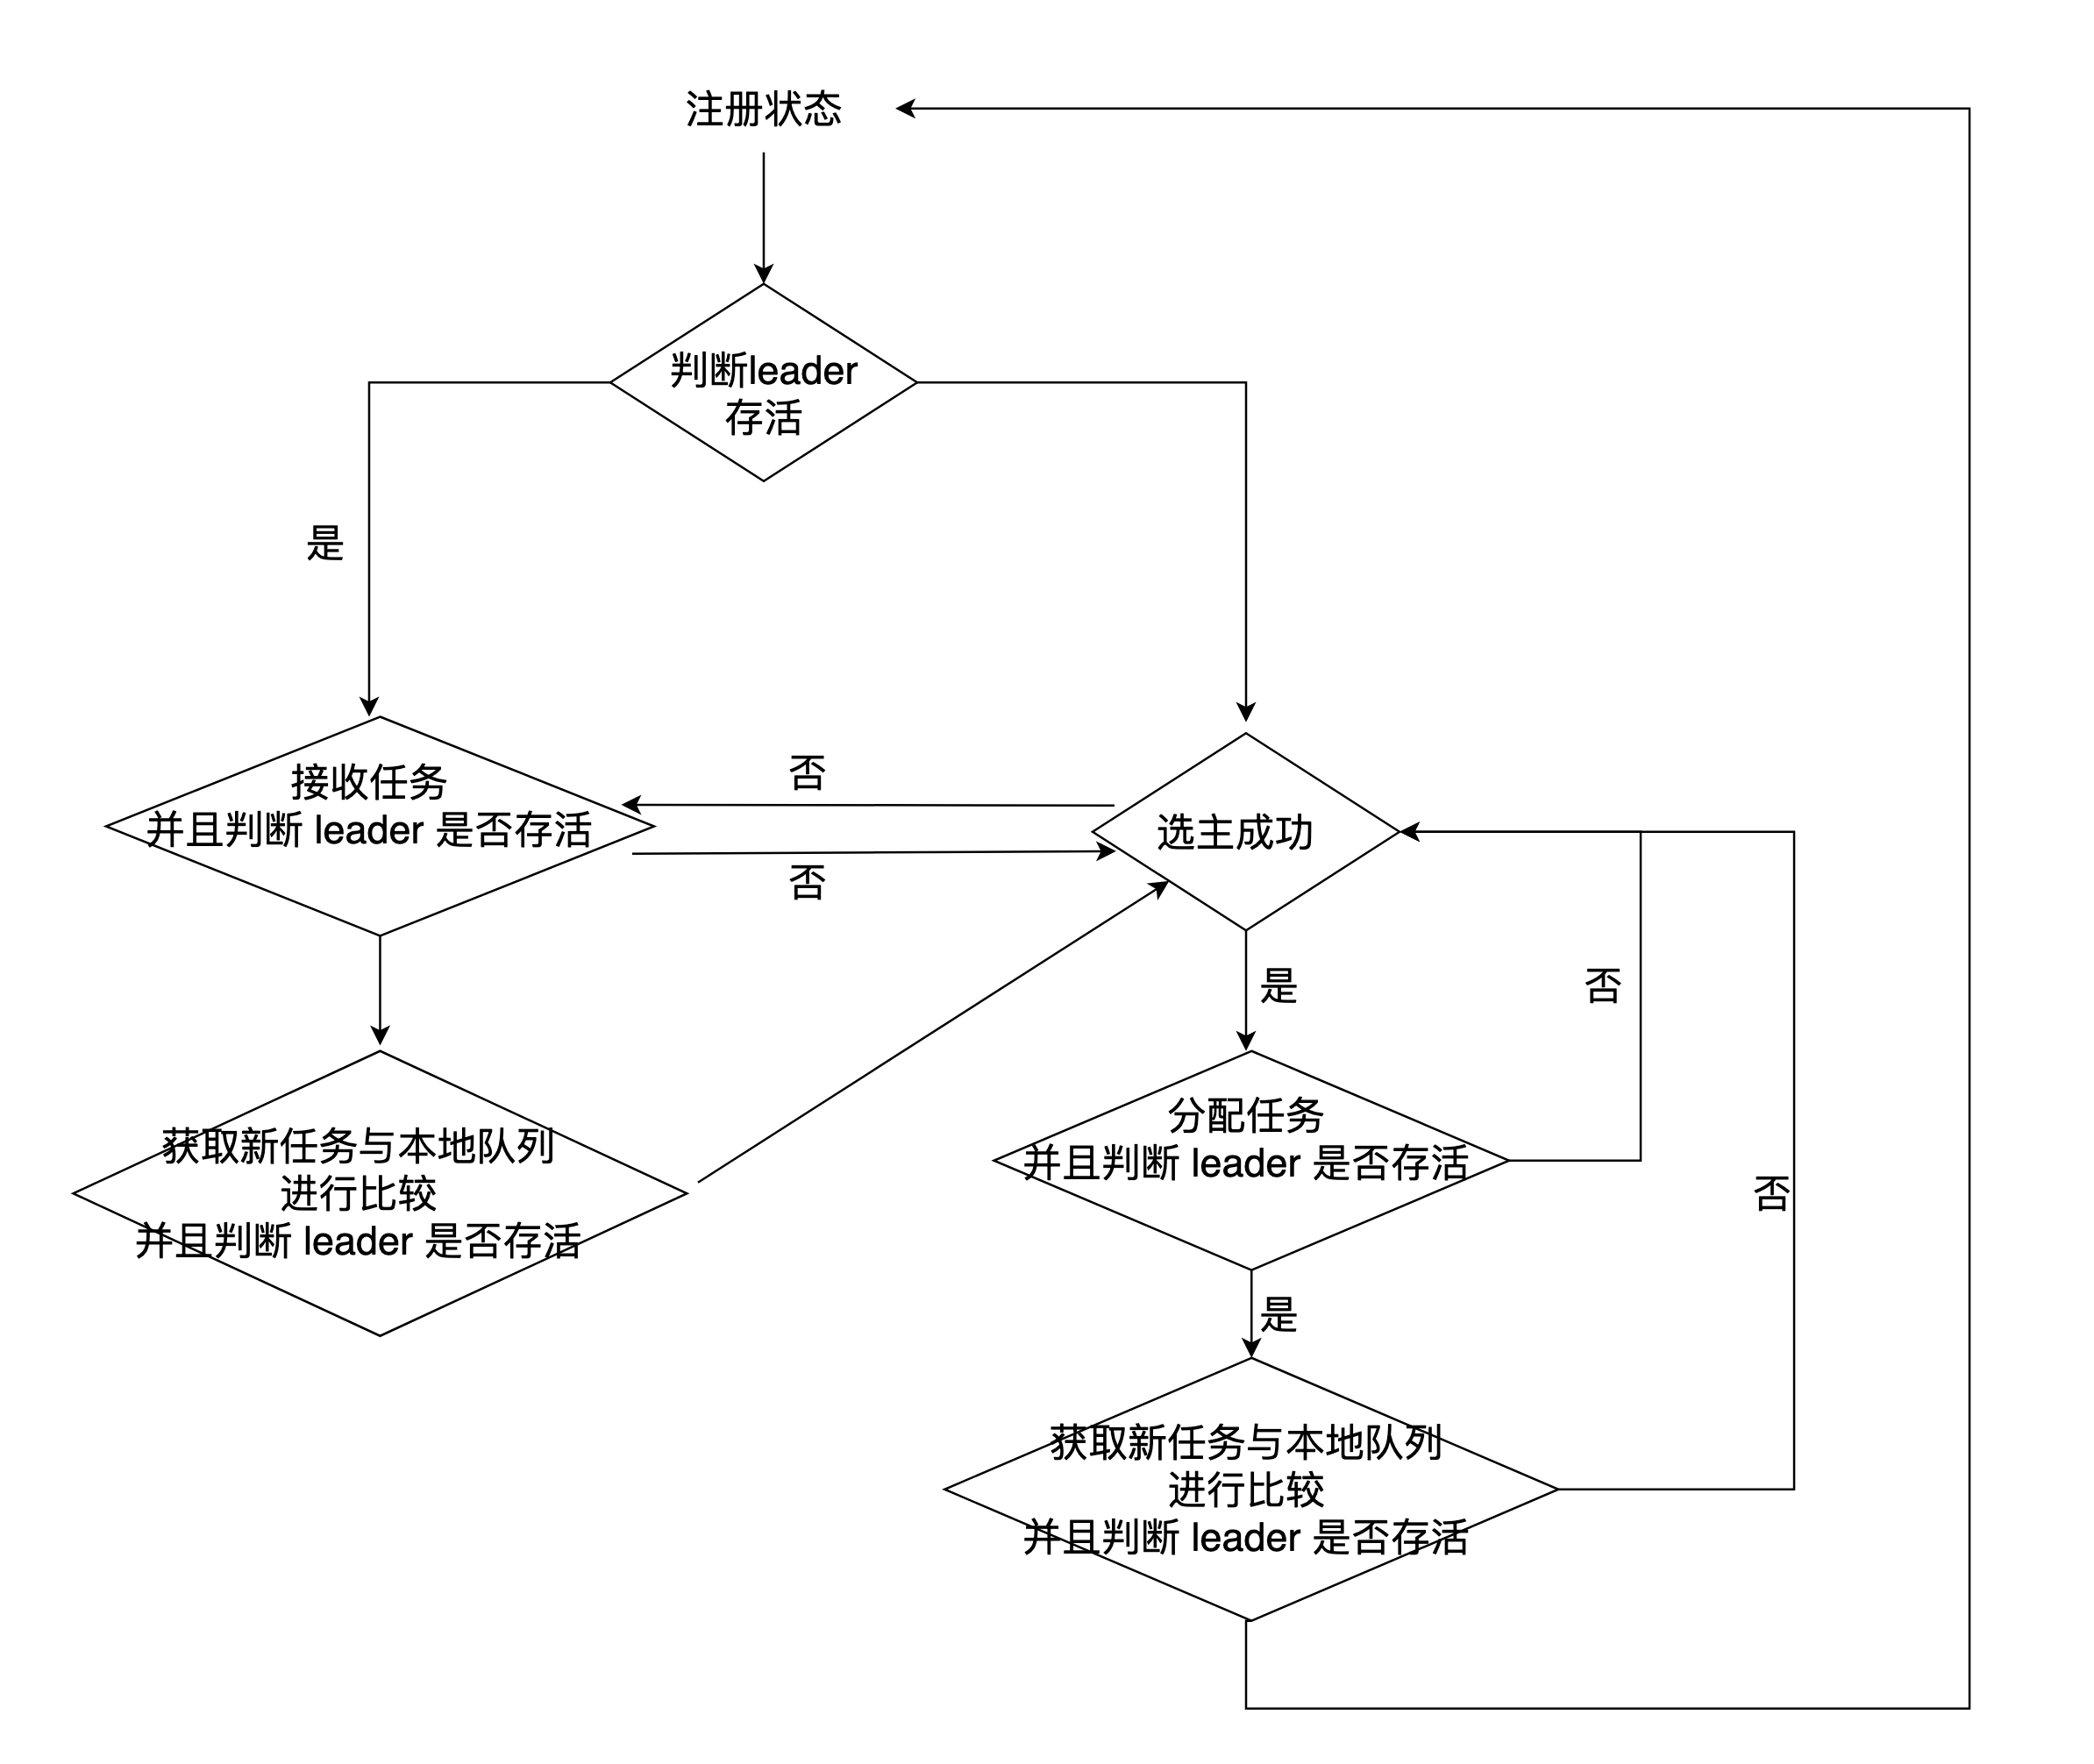 注册状态
判断leader
存活
是
接收任务
并且判断 leader 是否存活
否
否
选主成功
是
否
获取新任务与本地队列
进行比较
并且判断 leader 是否存活
分配任务
并且判断 leader 是否存活
否
是
获取新任务与本地队列
进行比较
并且判断 leader 是否存活